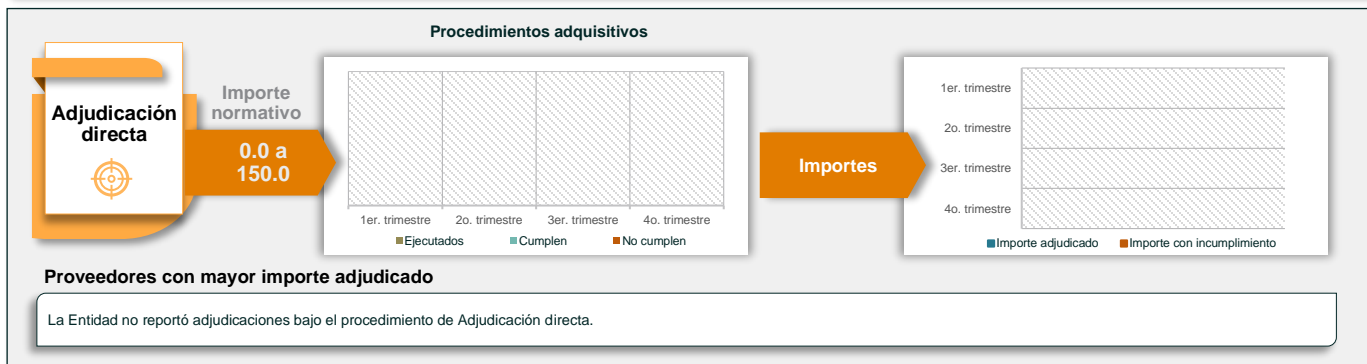 Procedimientos adquisitivos
Adjudicación
directa
Importe
normativo
0.0 a
150.0
1er. trimestre 2o. trimestre 3er. trimestre 4o. trimestre
Ejecutados Cumplen No cumplen
Importes
1er. trimestre
2o. trimestre
3er. trimestre
4o. trimestre
Importe adjudicado Importe con incumplimiento
Proveedores con mayor importe adjudicado
La Entidad no reportó adjudicaciones bajo el procedimiento de Adjudicación directa.